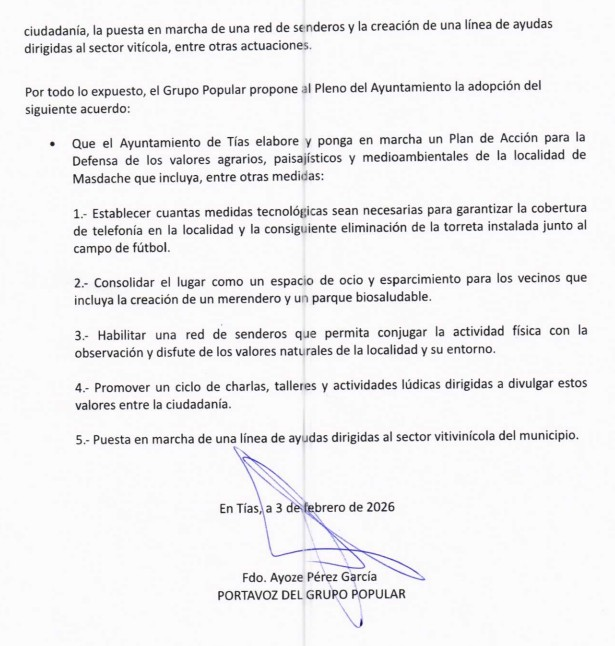 ciudadanía, la puesta en marcha de una red de senderos y la creación de una línea de ayudas
dirigidas al sector vitícola, entre otras actuaciones.
Por todo lo expuesto, el Grupo Popular propone al Pleno del Ayuntamiento la adopción del
siguiente acuerdo:
• Que el Ayuntamiento de Tías elabore y ponga en marcha un Plan de Acción para la
Defensa de los valores agrarios, paisajísticos y medioambientales de la localidad de
Masdache que incluya, entre otras medidas:
1.- Establecer cuantas medidas tecnológicas sean necesarias para garantizar la cobertura
de telefonía en la localidad y la consiguiente eliminación de la torreta instalada junto al
campo de fútbol.
2.- Consolidar el lugar como un espacio de ocio y esparcimiento para los vecinos que
incluya la creación de un merendero y un parque biosaludable.
3.- Habilitar una red de senderos que permita conjugar la actividad física con la
observación y disfute de los valores naturales de la localidad y su entorno.
4.- Promover un ciclo de charlas, talleres y actividades lúdicas dirigidas a divulgar estos
valores entre la ciudadanía.
5.- Puesta en marcha de una línea de ayudas dirigidas al sector vitivinícola del municipio.
En Tías, a 3 de febrero de 2026
Fdo. Ayoze Pérez García
PORTAVOZ DEL GRUPO POPULAR